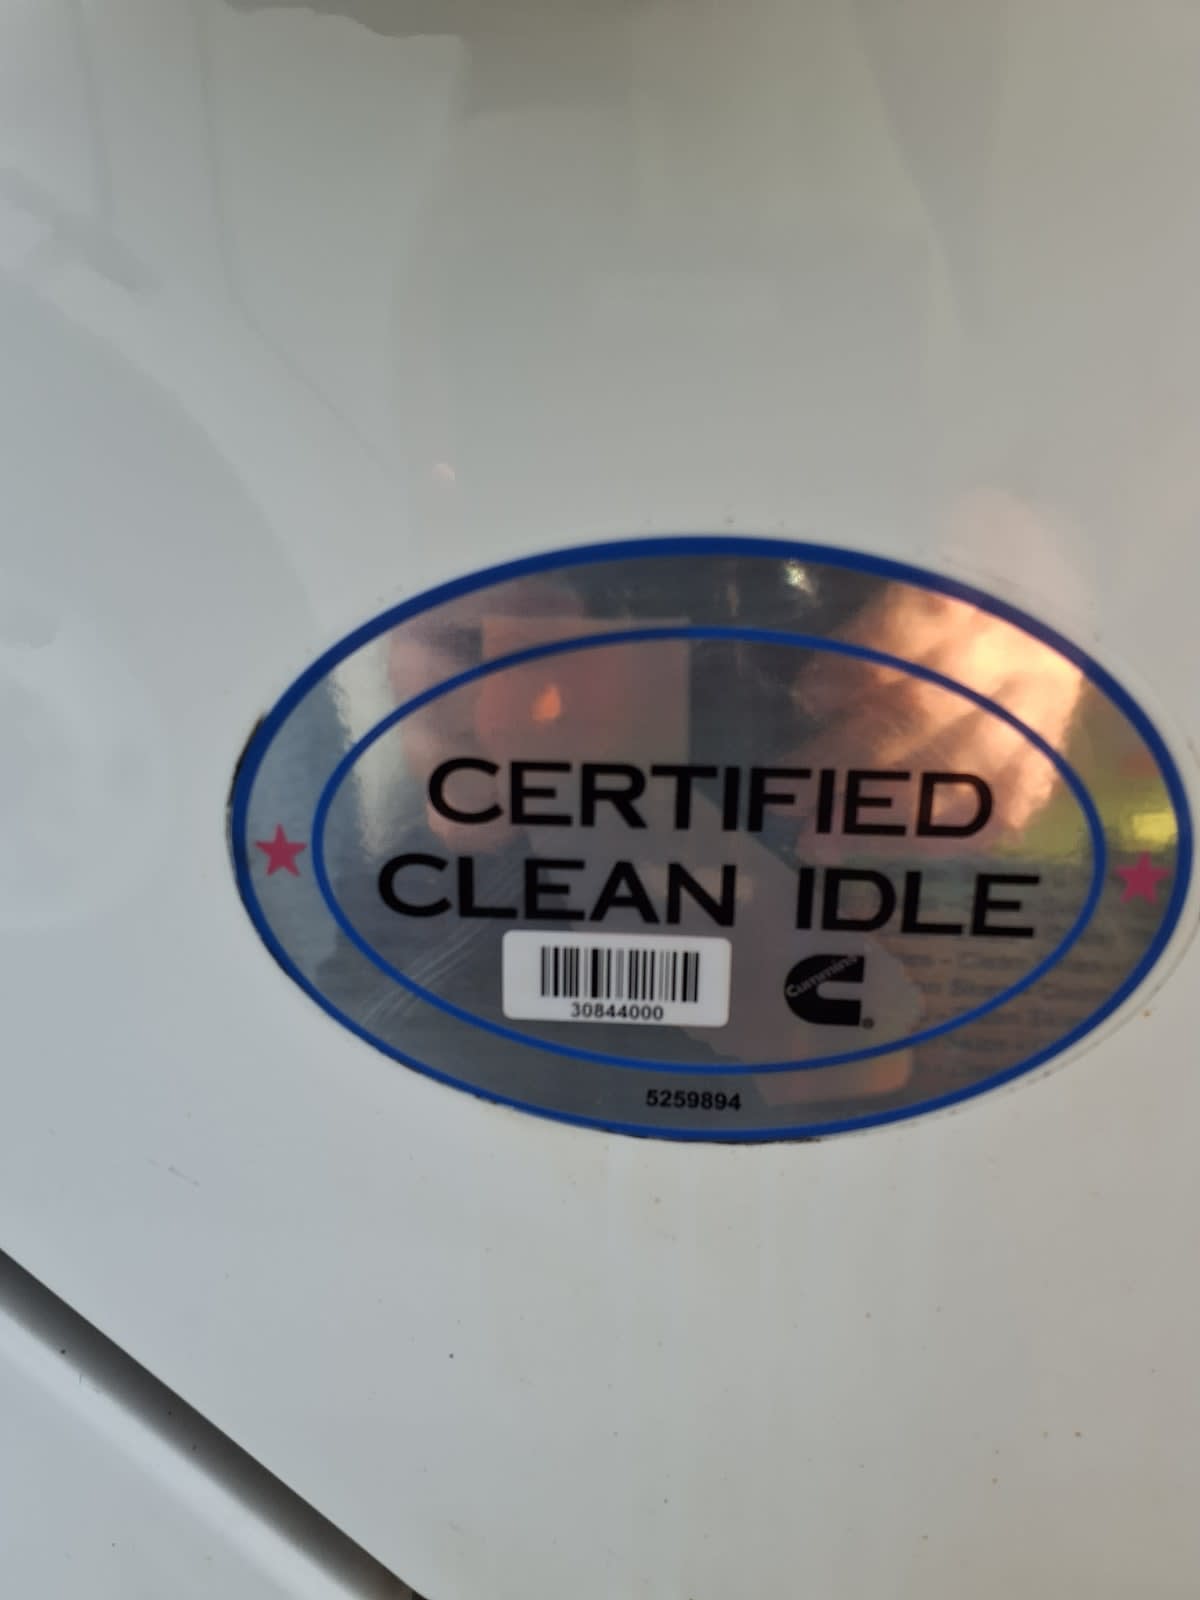 CERTIFIED
CLEAN IDLE
30844000
Cummins
®
5259894